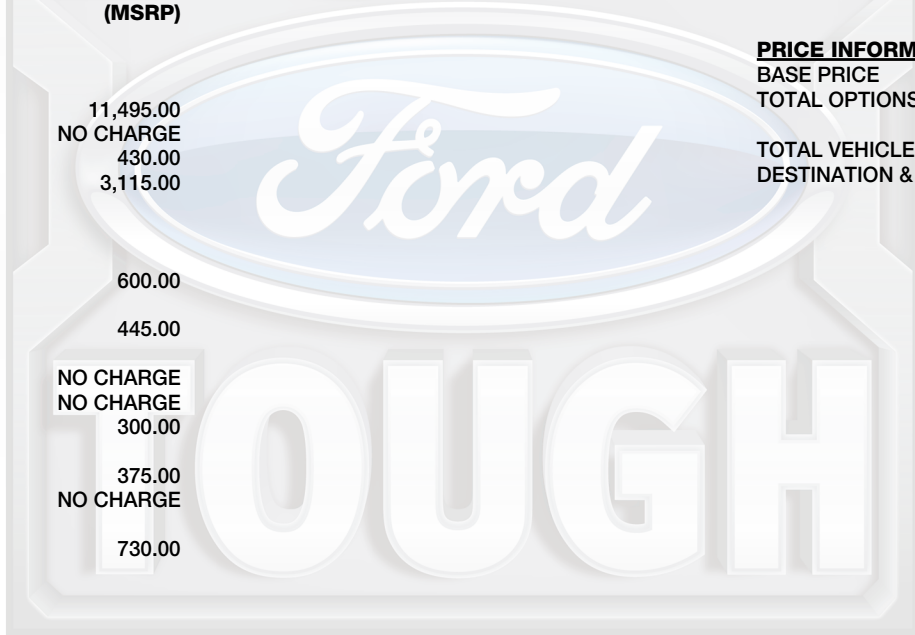 (MSRP)
11,495.00
NO CHARGE
430.00
3,115.00
600.00
445.00
NO CHARGE
NO CHARGE
300.00
375.00
NO CHARGE
730.00
PRICE INFORM
BASE PRICE
TOTAL OPTIONS
TOTAL VEHICLE
DESTINATION &
Ford
TOUGH